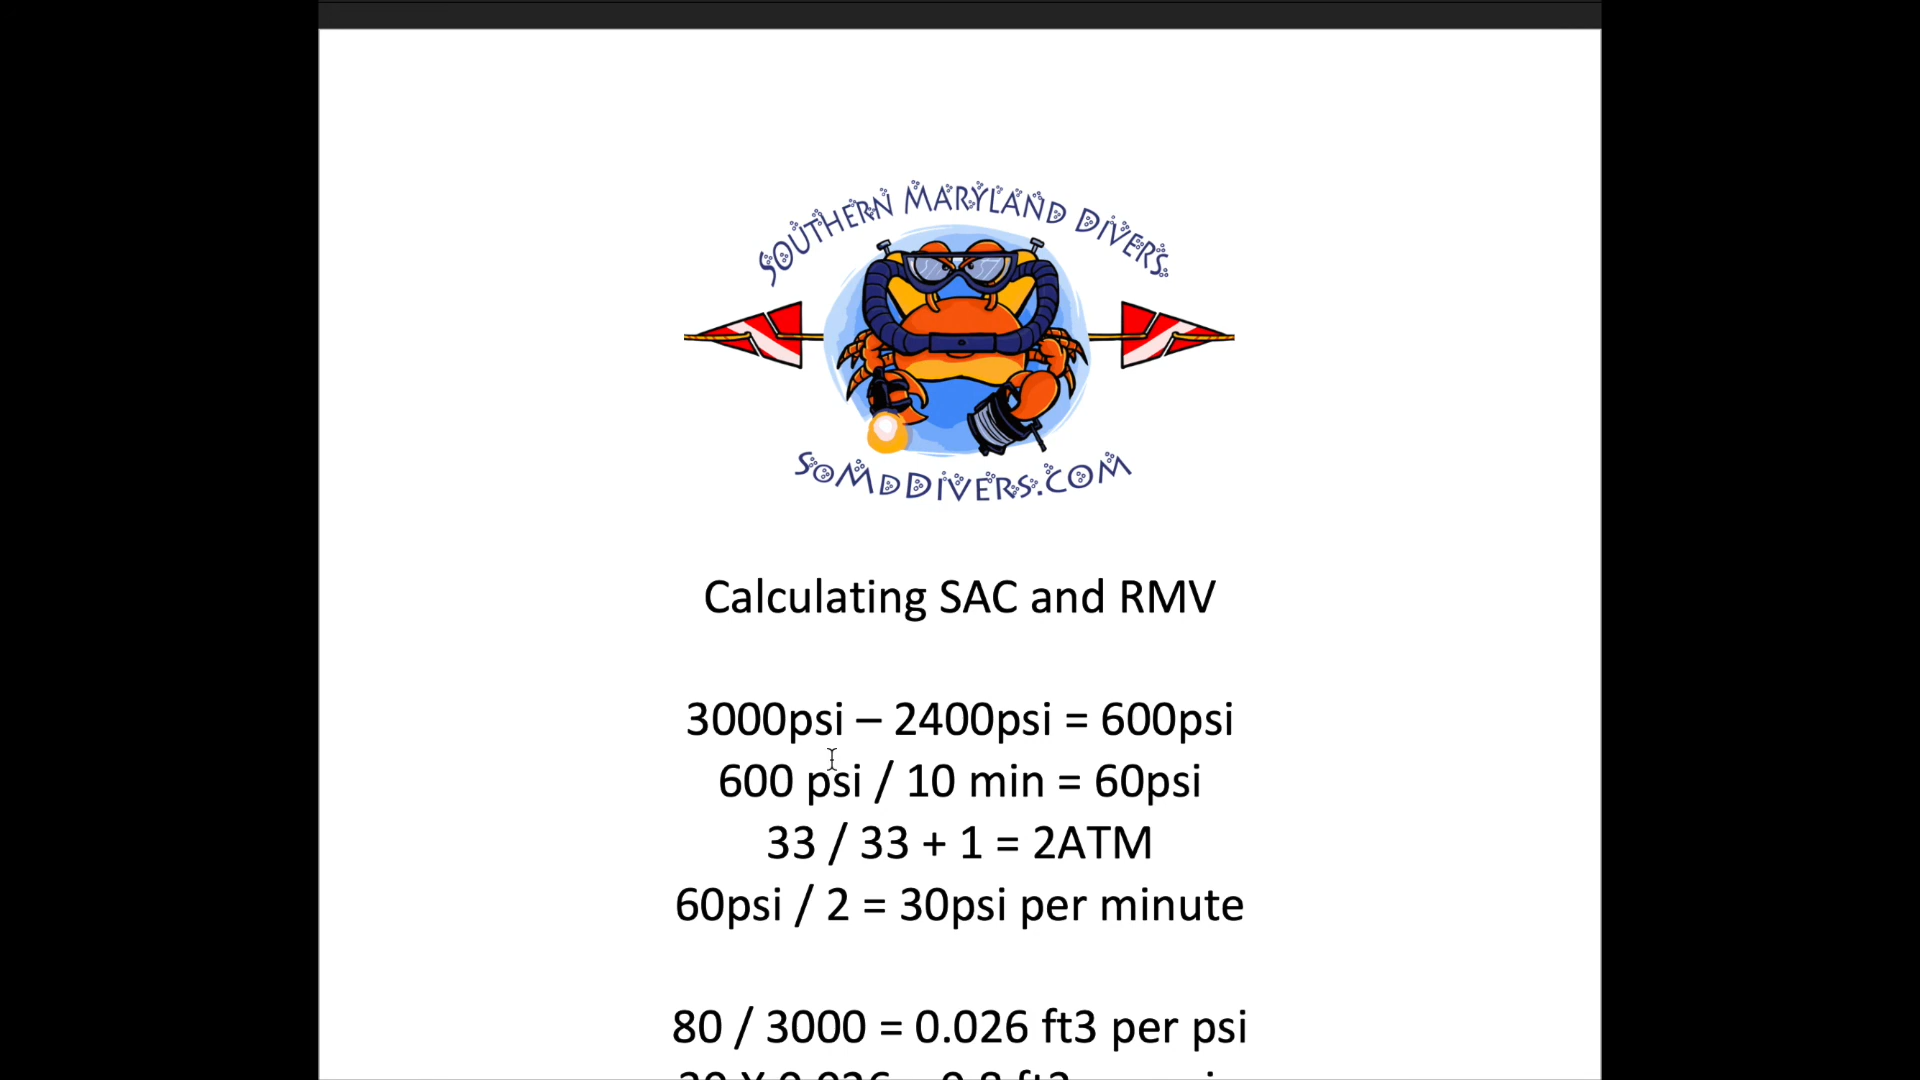 SOUTHERN MARYLAND DIVERS
SOMDDIVERS.COM
Calculating SAC and RMV
3000psi – 2400psi = 600psi
600 psi / 10 min = 60psi
33 / 33 + 1 = 2ATM
60psi / 2 = 30psi per minute
80 / 3000 = 0.026 ft3 per psi